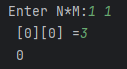 Enter N*M:1 1
[0][0] =3
0